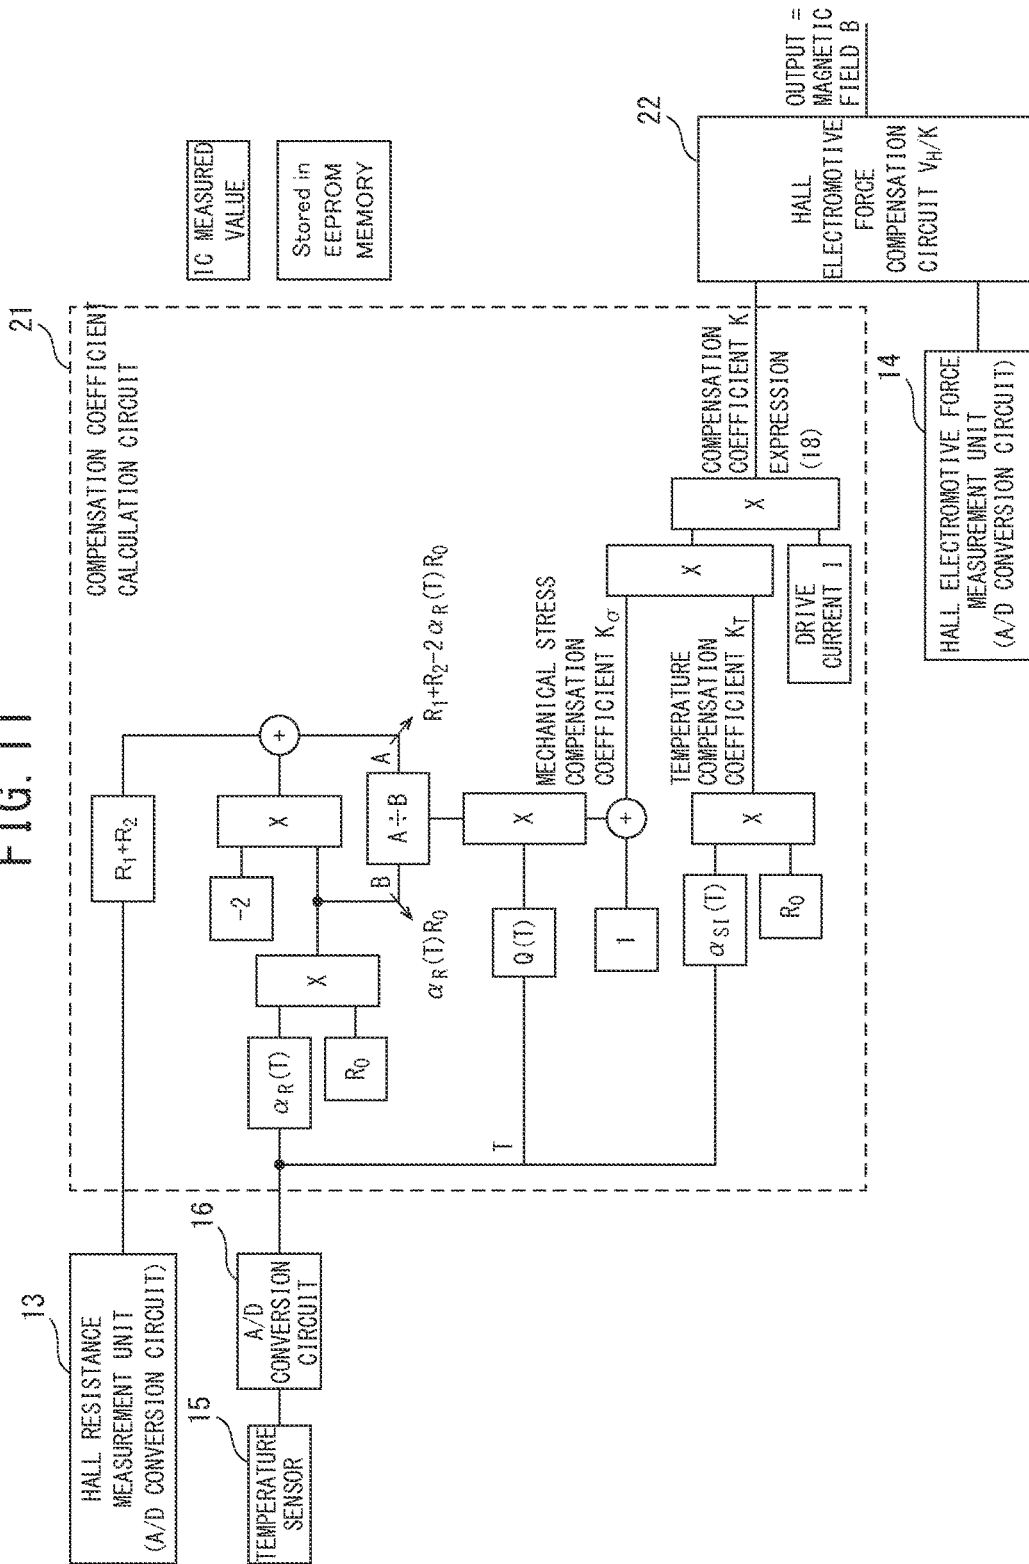 FIG. 11
21
COMPENSATION COEFFICIENT
CALCULATION CIRCUIT
IC MEASURED
VALUE
Stored in
EEPROM
MEMORY
13
HALL RESISTANCE
MEASUREMENT UNIT
(A/D CONVERSION CIRCUIT)
R1+R2
15
TEMPERATURE
SENSOR
16
A/D
CONVERSION
CIRCUIT
αR(T)
R0
X
-2
X
+
B
A÷B
A
αR(T)R0
R1+R2-2αR(T)R0
T
Q(T)
X
1
+
MECHANICAL STRESS
COMPENSATION
COEFFICIENT Kσ
αSI(T)
R0
X
TEMPERATURE
COMPENSATION
COEFFICIENT KT
X
DRIVE
CURRENT I
X
COMPENSATION
COEFFICIENT K
EXPRESSION
(18)
22
HALL
ELECTROMOTIVE
FORCE
COMPENSATION
CIRCUIT VH/K
OUTPUT =
MAGNETIC
FIELD B
14
HALL ELECTROMOTIVE FORCE
MEASUREMENT UNIT
(A/D CONVERSION CIRCUIT)